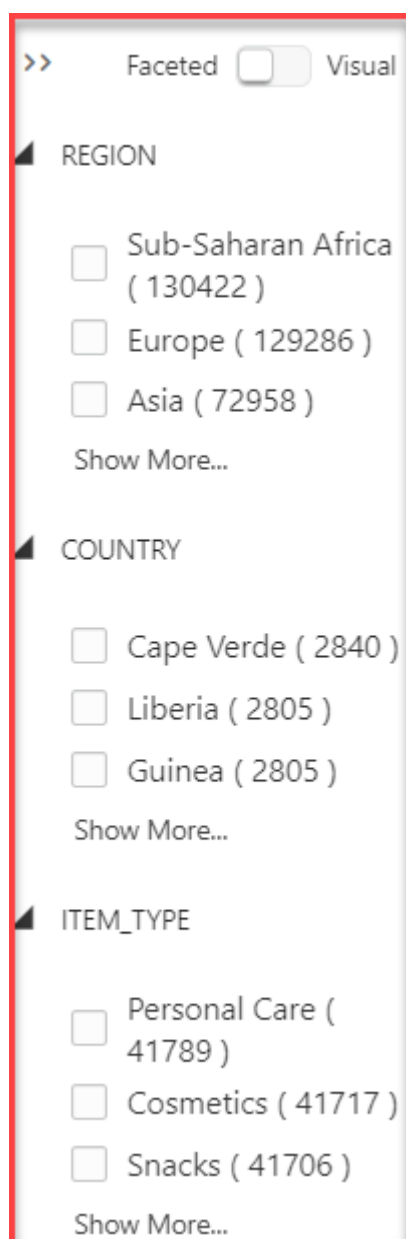 >> Faceted Visual
REGION
Sub-Saharan Africa
( 130422 )
Europe ( 129286 )
Asia ( 72958 )
Show More...
COUNTRY
Cape Verde ( 2840 )
Liberia ( 2805 )
Guinea ( 2805 )
Show More...
ITEM_TYPE
Personal Care (
41789 )
Cosmetics ( 41717 )
Snacks ( 41706 )
Show More...